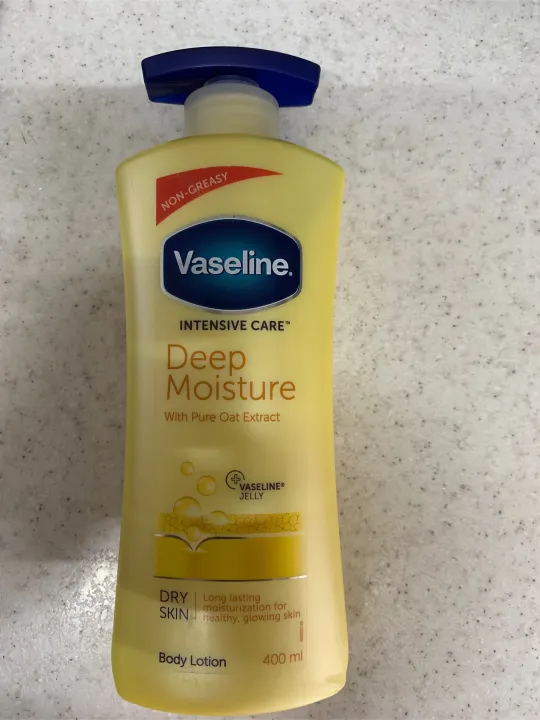 NON-GREASY
Vaseline.
INTENSIVE CARE™
Deep
Moisture
With Pure Oat Extract
VASELINE®
JELLY
DRY
SKIN
Long lasting
moisturization for
healthy, glowing skin
Body Lotion
400 ml